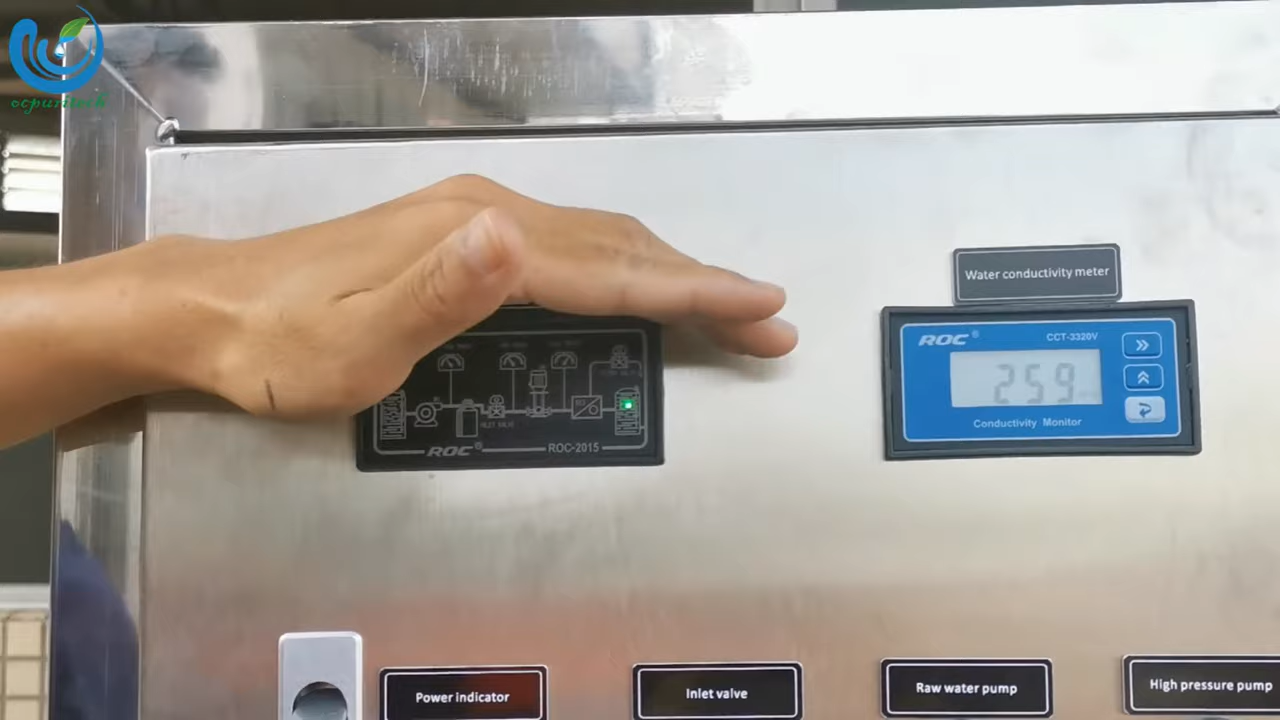 ocpuritech
Water conductivity meter
ROC®
CCT-3320V
259
Conductivity Monitor
INLET VALVE
ROC®
ROC-2015
Power indicator
Inlet valve
Raw water pump
High pressure pump